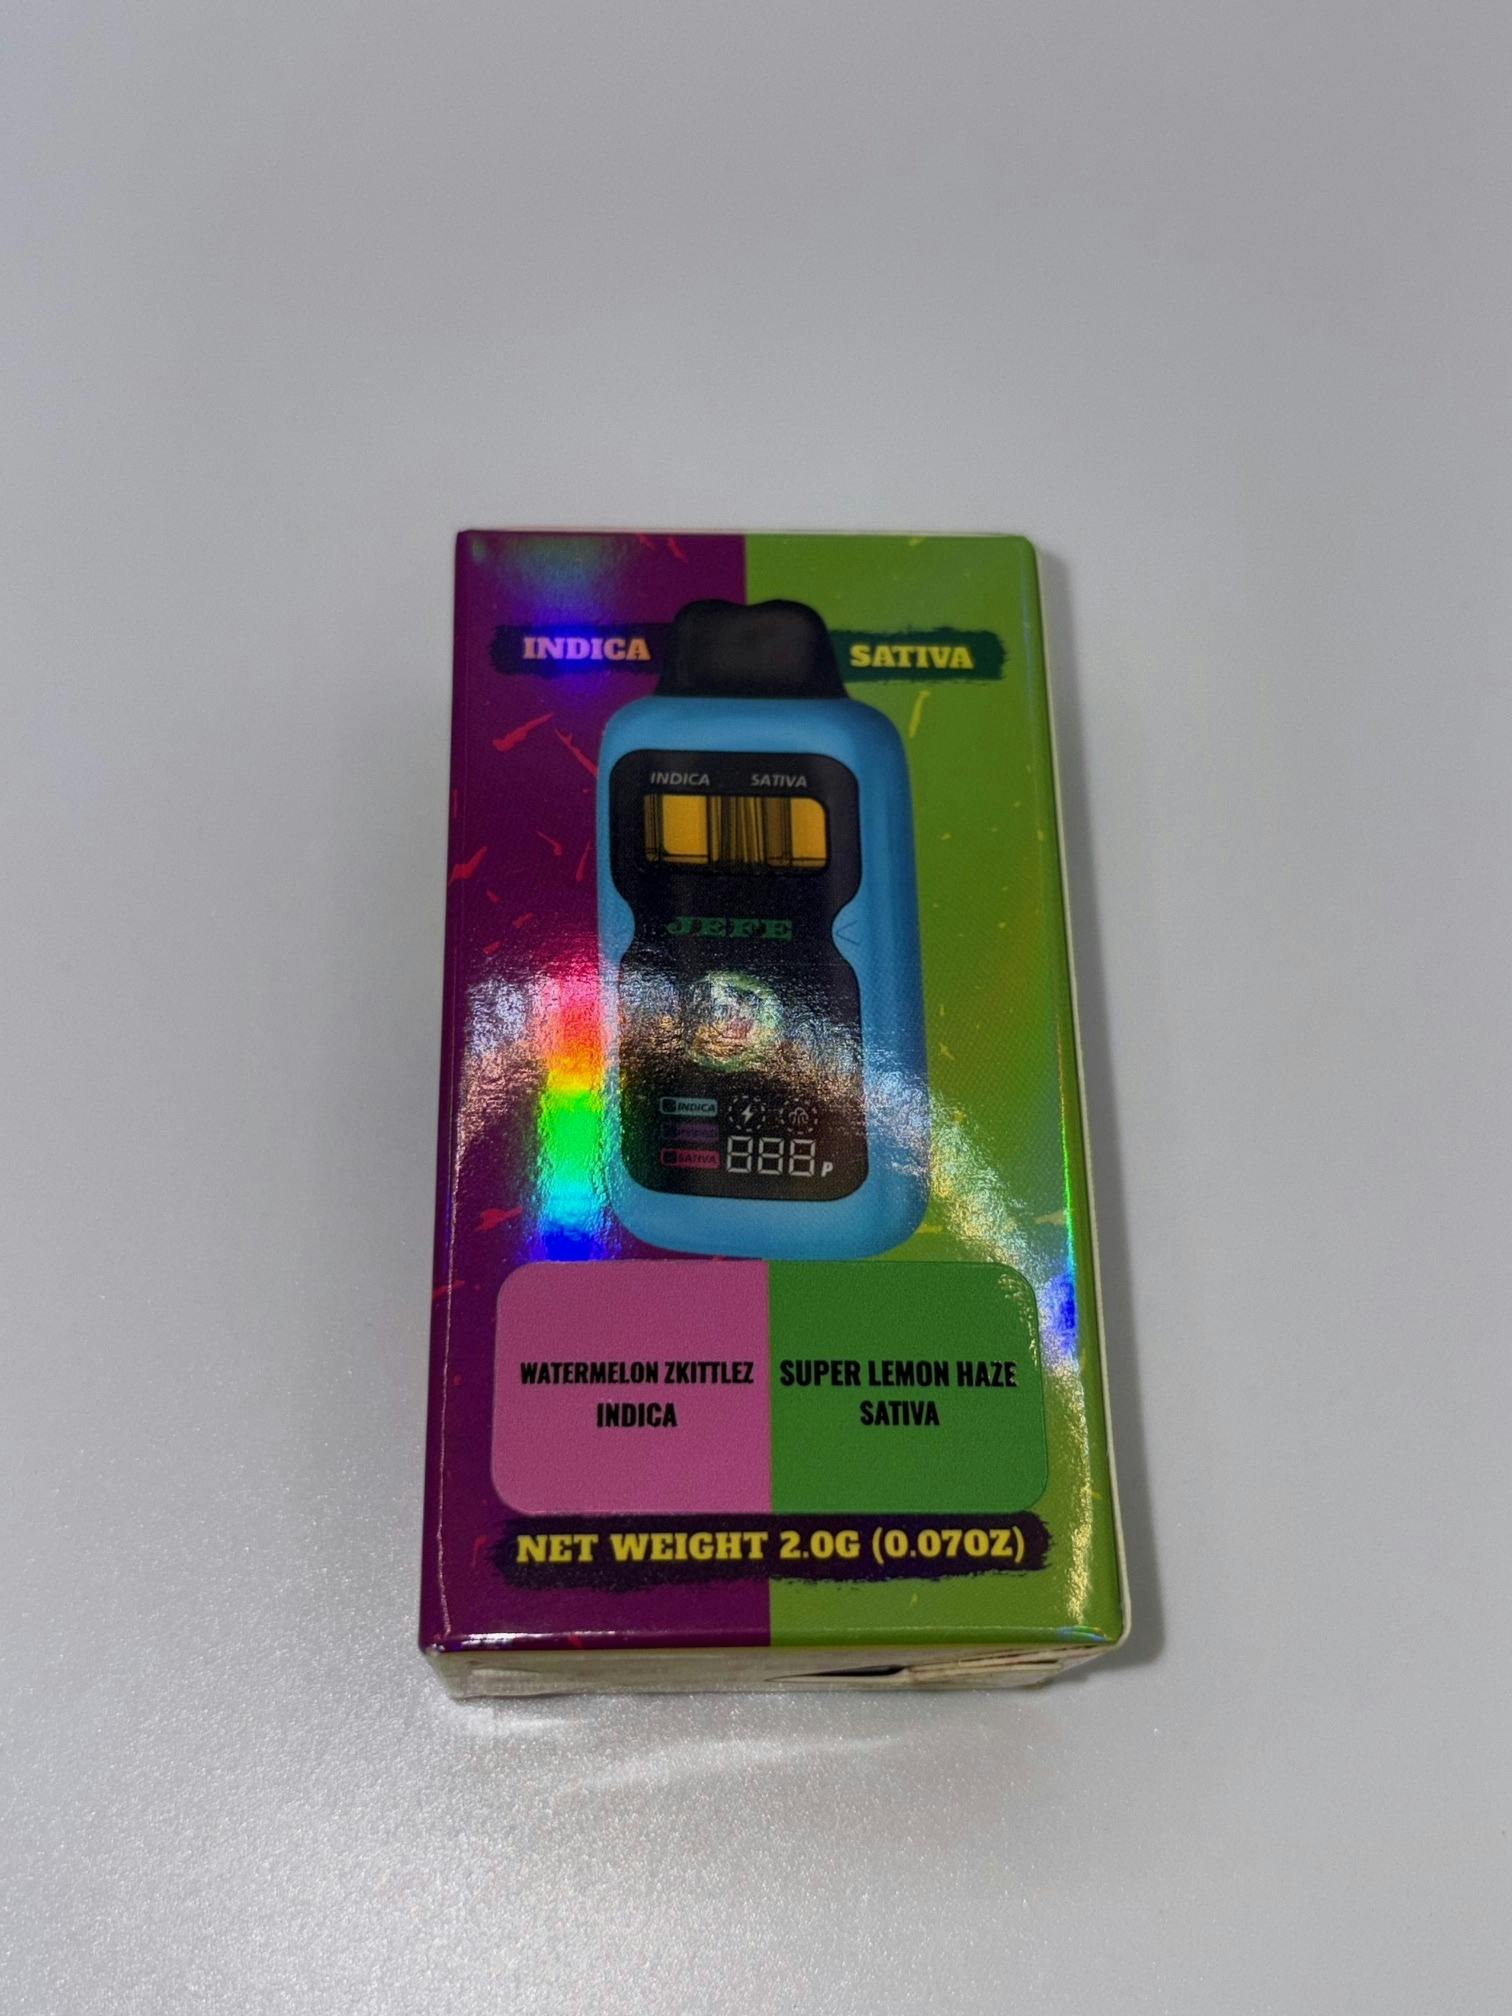 INDICA
SATIVA
INDICA SATIVA
JEFE
INDICA
SATIVA
888P
WATERMELON ZKITTLEZ
INDICA
SUPER LEMON HAZE
SATIVA
NET WEIGHT 2.0G (0.07OZ)